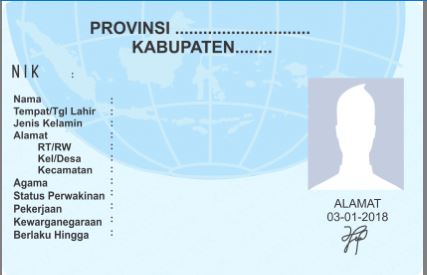 PROVINSI ..............................
KABUPATEN........
NIK :
Nama :
Tempat/Tgl Lahir :
Jenis Kelamin :
Alamat :
RT/RW :
Kel/Desa :
Kecamatan :
Agama :
Status Perwakinan :
Pekerjaan :
Kewarganegaraan :
Berlaku Hingga :
ALAMAT
03-01-2018